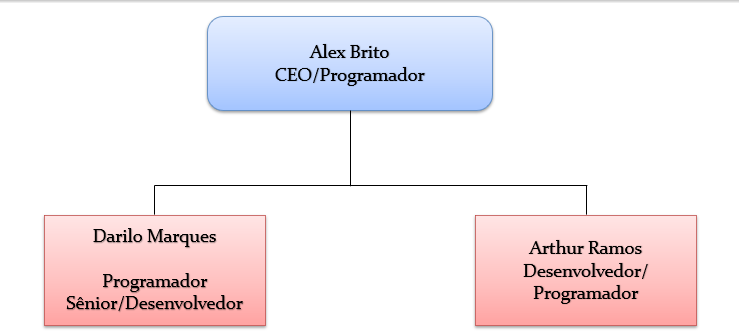 Alex Brito
CEO/Programador
Darilo Marques
Programador
Sênior/Desenvolvedor
Arthur Ramos
Desenvolvedor/
Programador